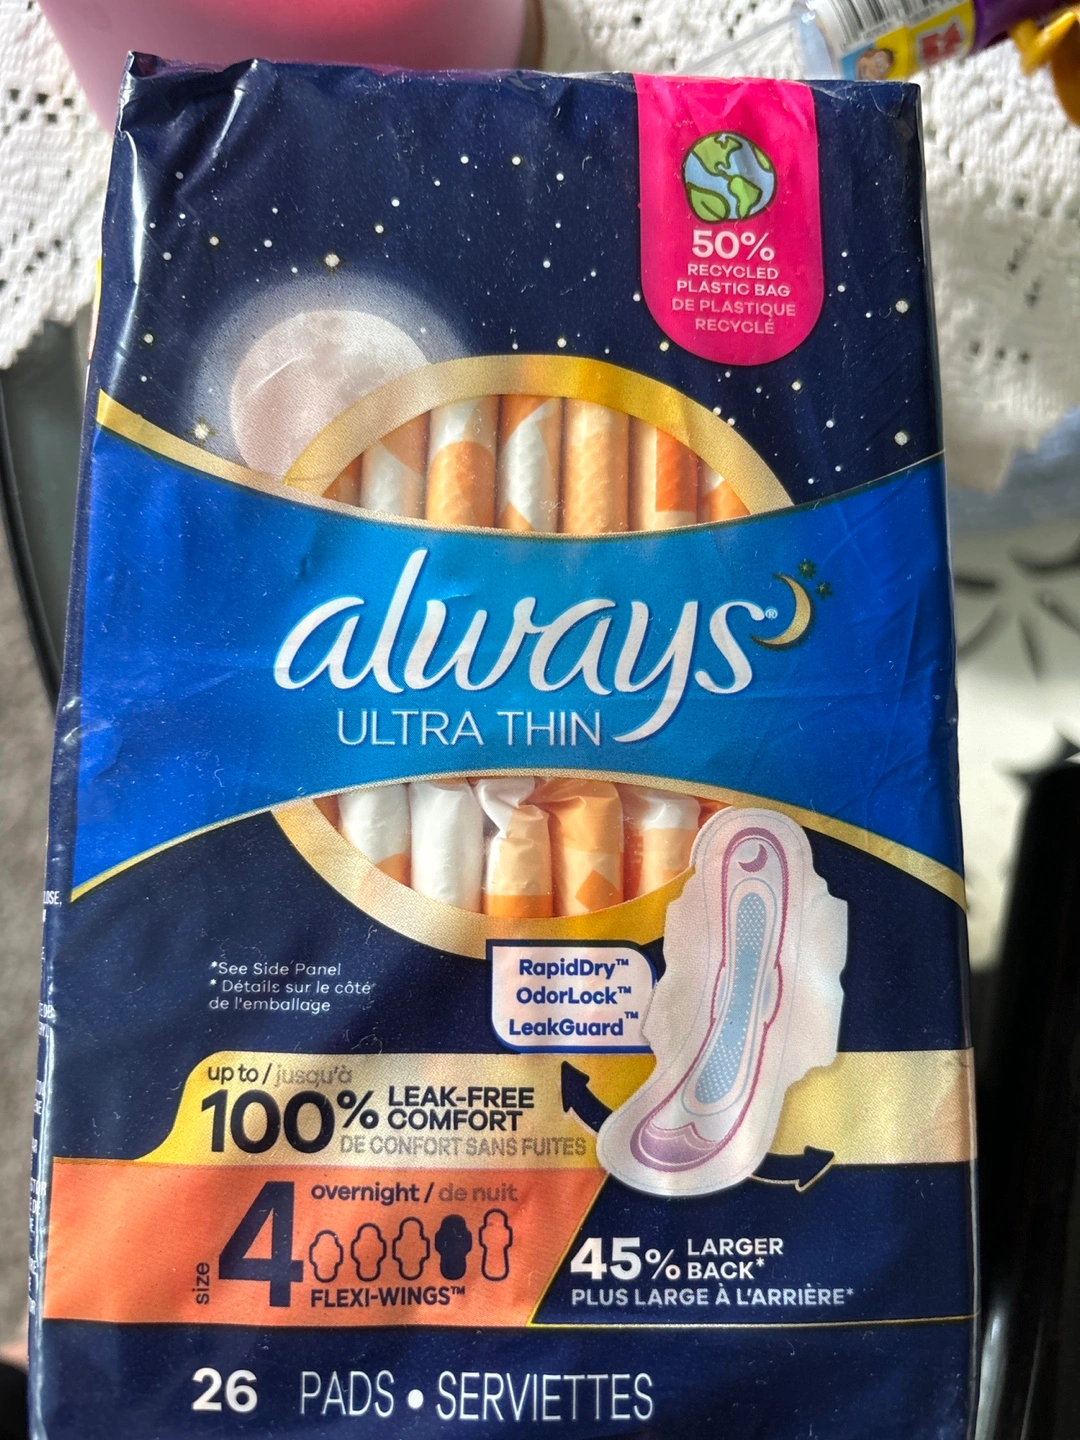 50%
RECYCLED
PLASTIC BAG
DE PLASTIQUE
RECYCLÉ
always®
ULTRA THIN
*See Side Panel
* Détails sur le côté
de l'emballage
RapidDry™
OdorLock™
LeakGuard™
up to / jusqu'à
100% LEAK-FREE
COMFORT
DE CONFORT SANS FUITES
size 4 overnight / de nuit
FLEXI-WINGS™
45% LARGER
BACK*
PLUS LARGE À L'ARRIÈRE*
26 PADS • SERVIETTES